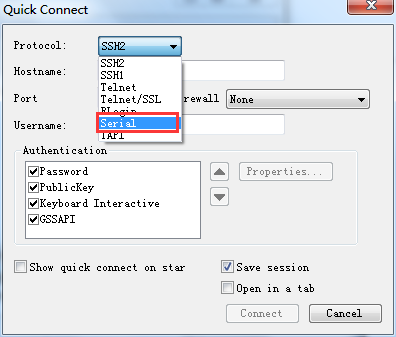 Quick Connect
Protocol: SSH2
SSH2
SSH1
Hostname:
Telnet
Telnet/SSL
Port irewall None
RLogin
Serial
Username:
TAPI
Authentication
Password
PublicKey
Keyboard Interactive
GSSAPI
Properties...
Show quick connect on star
Save session
Open in a tab
Connect Cancel